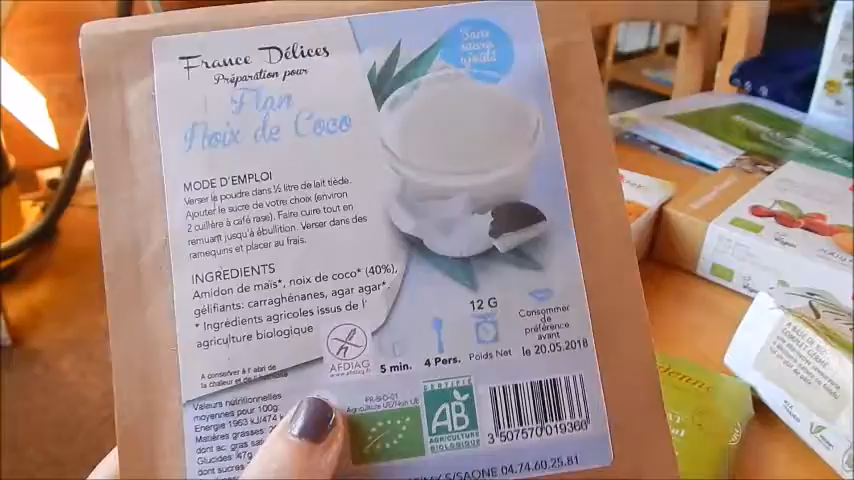 France Délices
Préparation pour
Flan
Noix de Coco
Sans
sucres
ajoutés
MODE D'EMPLOI
Verser la poudre dans ½ litre de lait tiède.
Ajouter le sucre de votre choix (environ
2 cuillère à café rase). Faire cuire tout en
remuant jusqu'à ébullition. Verser dans des
ramequins et placer au frais.
INGRÉDIENTS
Amidon de maïs*, noix de coco* (40%),
gélifiants: carraghénanes, agar agar*.
* Ingrédients agricoles issus de l'
agriculture biologique
A conserver à l'abri de
la chaleur et de
AFDIAG
5 min.
4 Pers.
12 G
Poids Net
Consommer
de
préférence
avant
le 20.05.2018
Valeurs nutritionnelles
moyennes pour 100g
Energie 1963 KJ/474
Matières grasses
dont ac. gras
Glucides : 47g
dont sucres
FR-BIO-01
Agriculture UE/Non UE
CERTIFIÉ
AB
AGRICULTURE
BIOLOGIQUE
3 507570 019360
S/SAONE 04.74.60.25.81